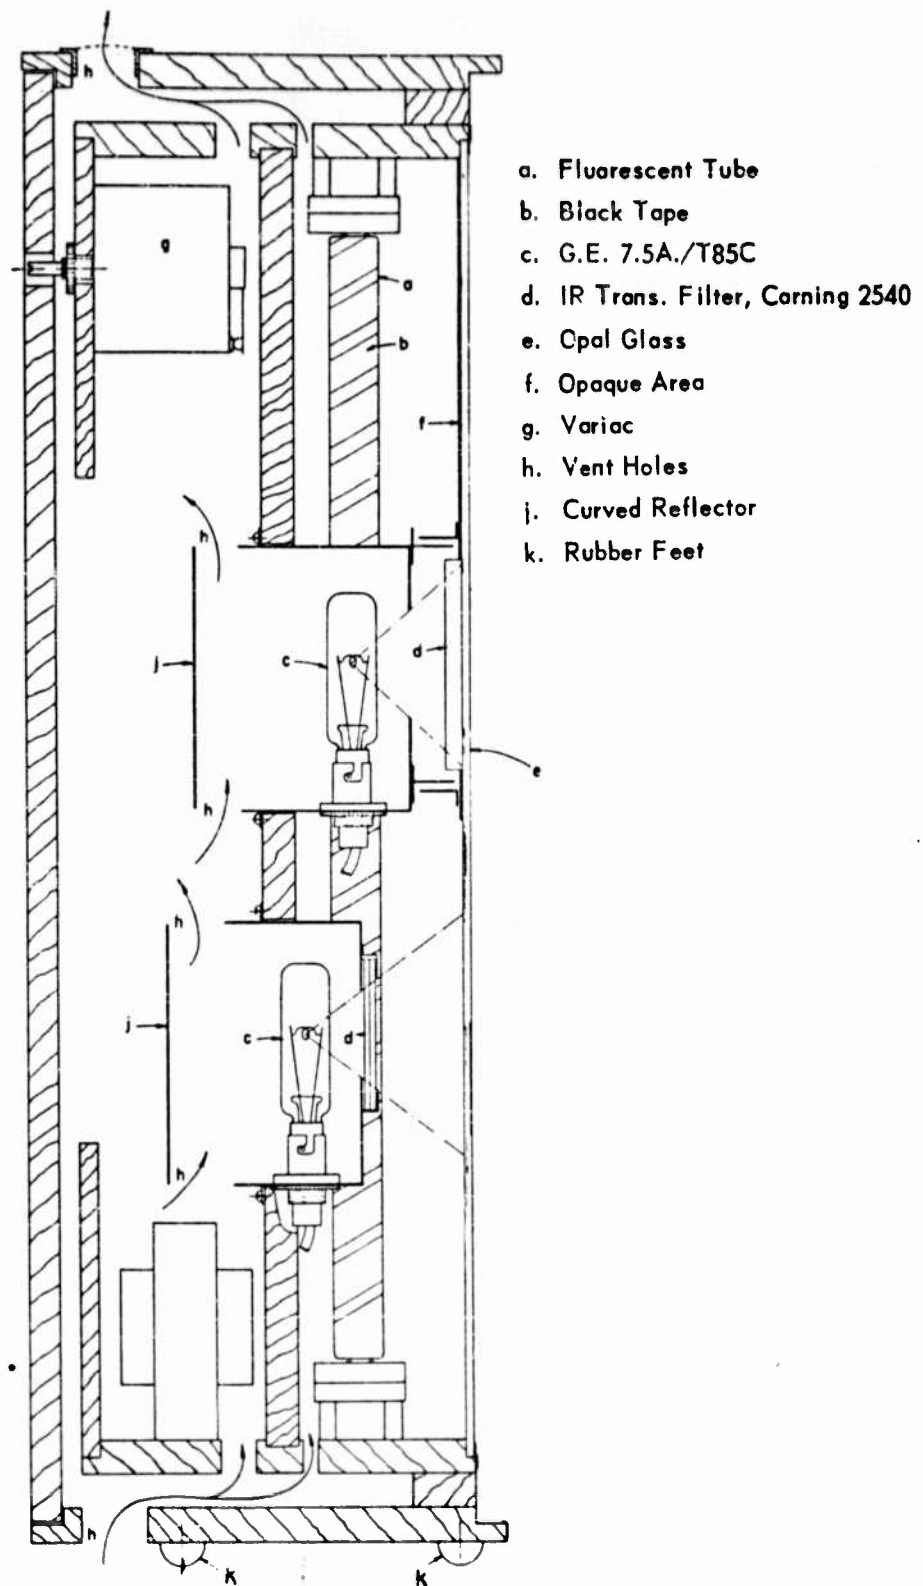 h
a. Fluorescent Tube
b. Black Tape
c. G.E. 7.5A./T85C
d. IR Trans. Filter, Corning 2540
e. Opal Glass
f. Opaque Area
g. Variac
h. Vent Holes
j. Curved Reflector
k. Rubber Feet
g
a
b
f
h
j
c
d
h
e
h
j
c
d
h
h
k
k